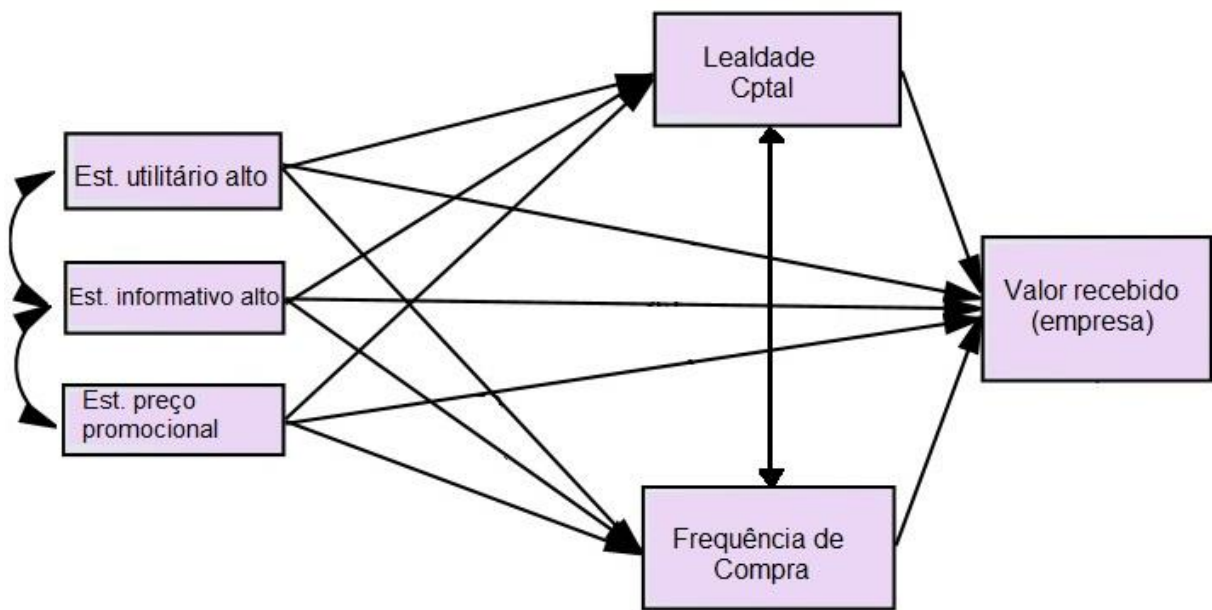 Lealdade
Cptal
Est. utilitário alto
Est. informativo alto
Est. preço
promocional
Valor recebido
(empresa)
Frequência de
Compra